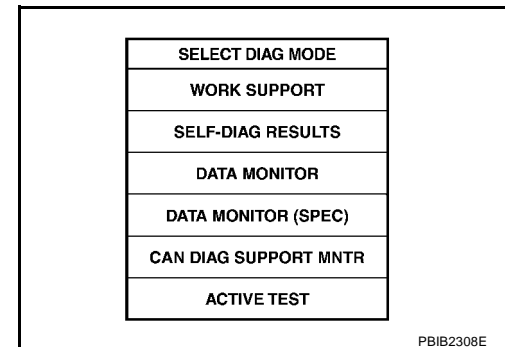 SELECT DIAG MODE
WORK SUPPORT
SELF-DIAG RESULTS
DATA MONITOR
DATA MONITOR (SPEC)
CAN DIAG SUPPORT MNTR
ACTIVE TEST
PBIB2308E